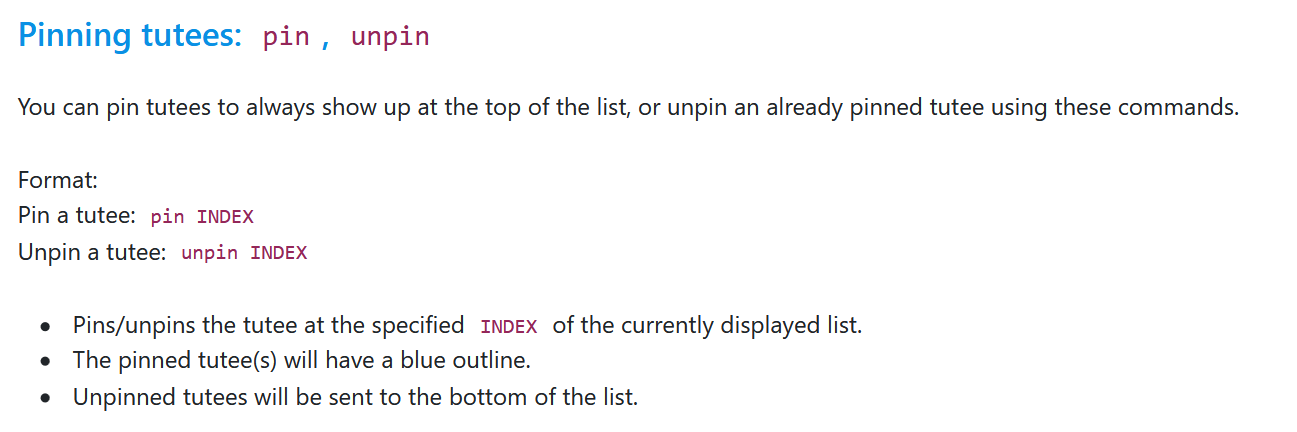 Pinning tutees: pin , unpin
You can pin tutees to always show up at the top of the list, or unpin an already pinned tutee using these commands.
Format:
Pin a tutee: pin INDEX
Unpin a tutee: unpin INDEX
• Pins/unpins the tutee at the specified INDEX of the currently displayed list.
• The pinned tutee(s) will have a blue outline.
• Unpinned tutees will be sent to the bottom of the list.